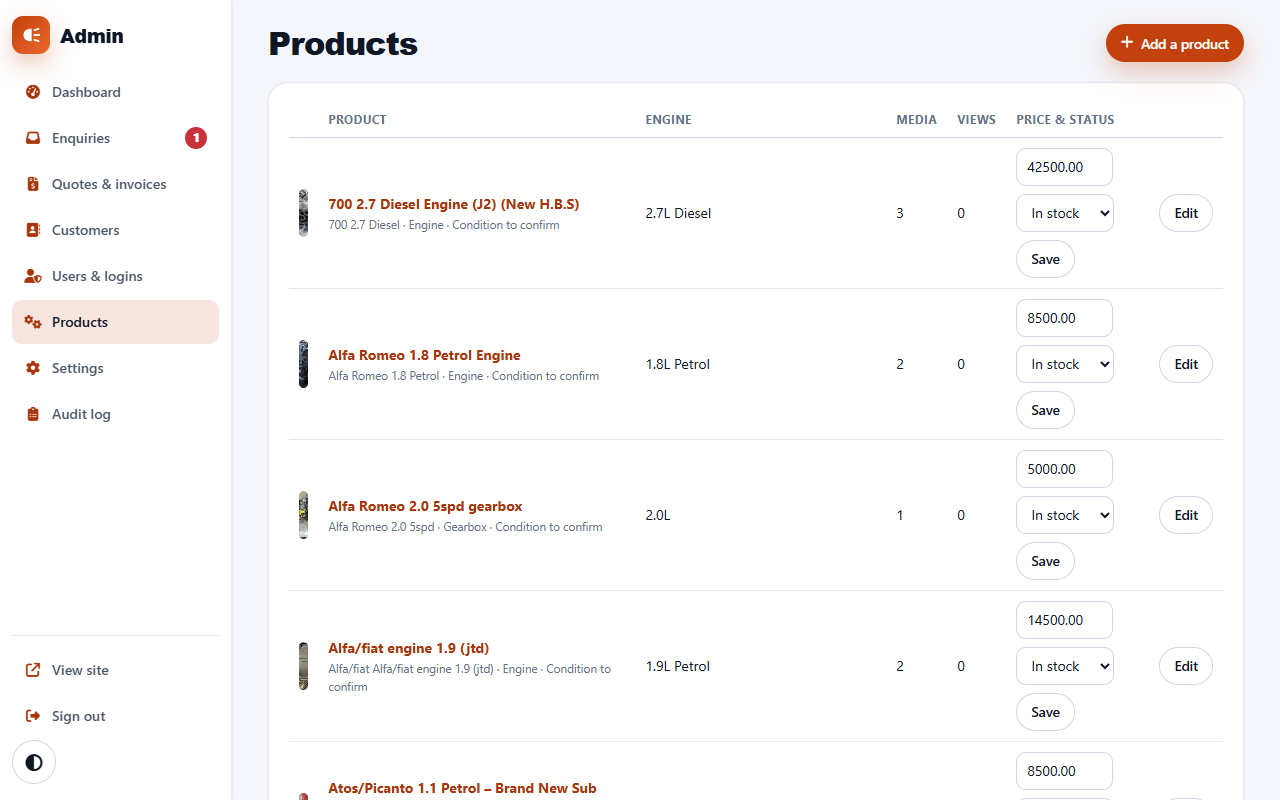 Admin
Dashboard
Enquiries 1
Quotes & invoices
Customers
Users & logins
Products
Settings
Audit log
View site
Sign out
Products
+ Add a product
PRODUCT ENGINE MEDIA VIEWS PRICE & STATUS
700 2.7 Diesel Engine (J2) (New H.B.S)
700 2.7 Diesel · Engine · Condition to confirm
2.7L Diesel
3
0
42500.00
In stock
Save
Edit
Alfa Romeo 1.8 Petrol Engine
Alfa Romeo 1.8 Petrol · Engine · Condition to confirm
1.8L Petrol
2
0
8500.00
In stock
Save
Edit
Alfa Romeo 2.0 5spd gearbox
Alfa Romeo 2.0 5spd · Gearbox · Condition to confirm
2.0L
1
0
5000.00
In stock
Save
Edit
Alfa/fiat engine 1.9 (jtd)
Alfa/fiat Alfa/fiat engine 1.9 (jtd) · Engine · Condition to
confirm
1.9L Petrol
2
0
14500.00
In stock
Save
Edit
Atos/Picanto 1.1 Petrol – Brand New Sub
8500.00